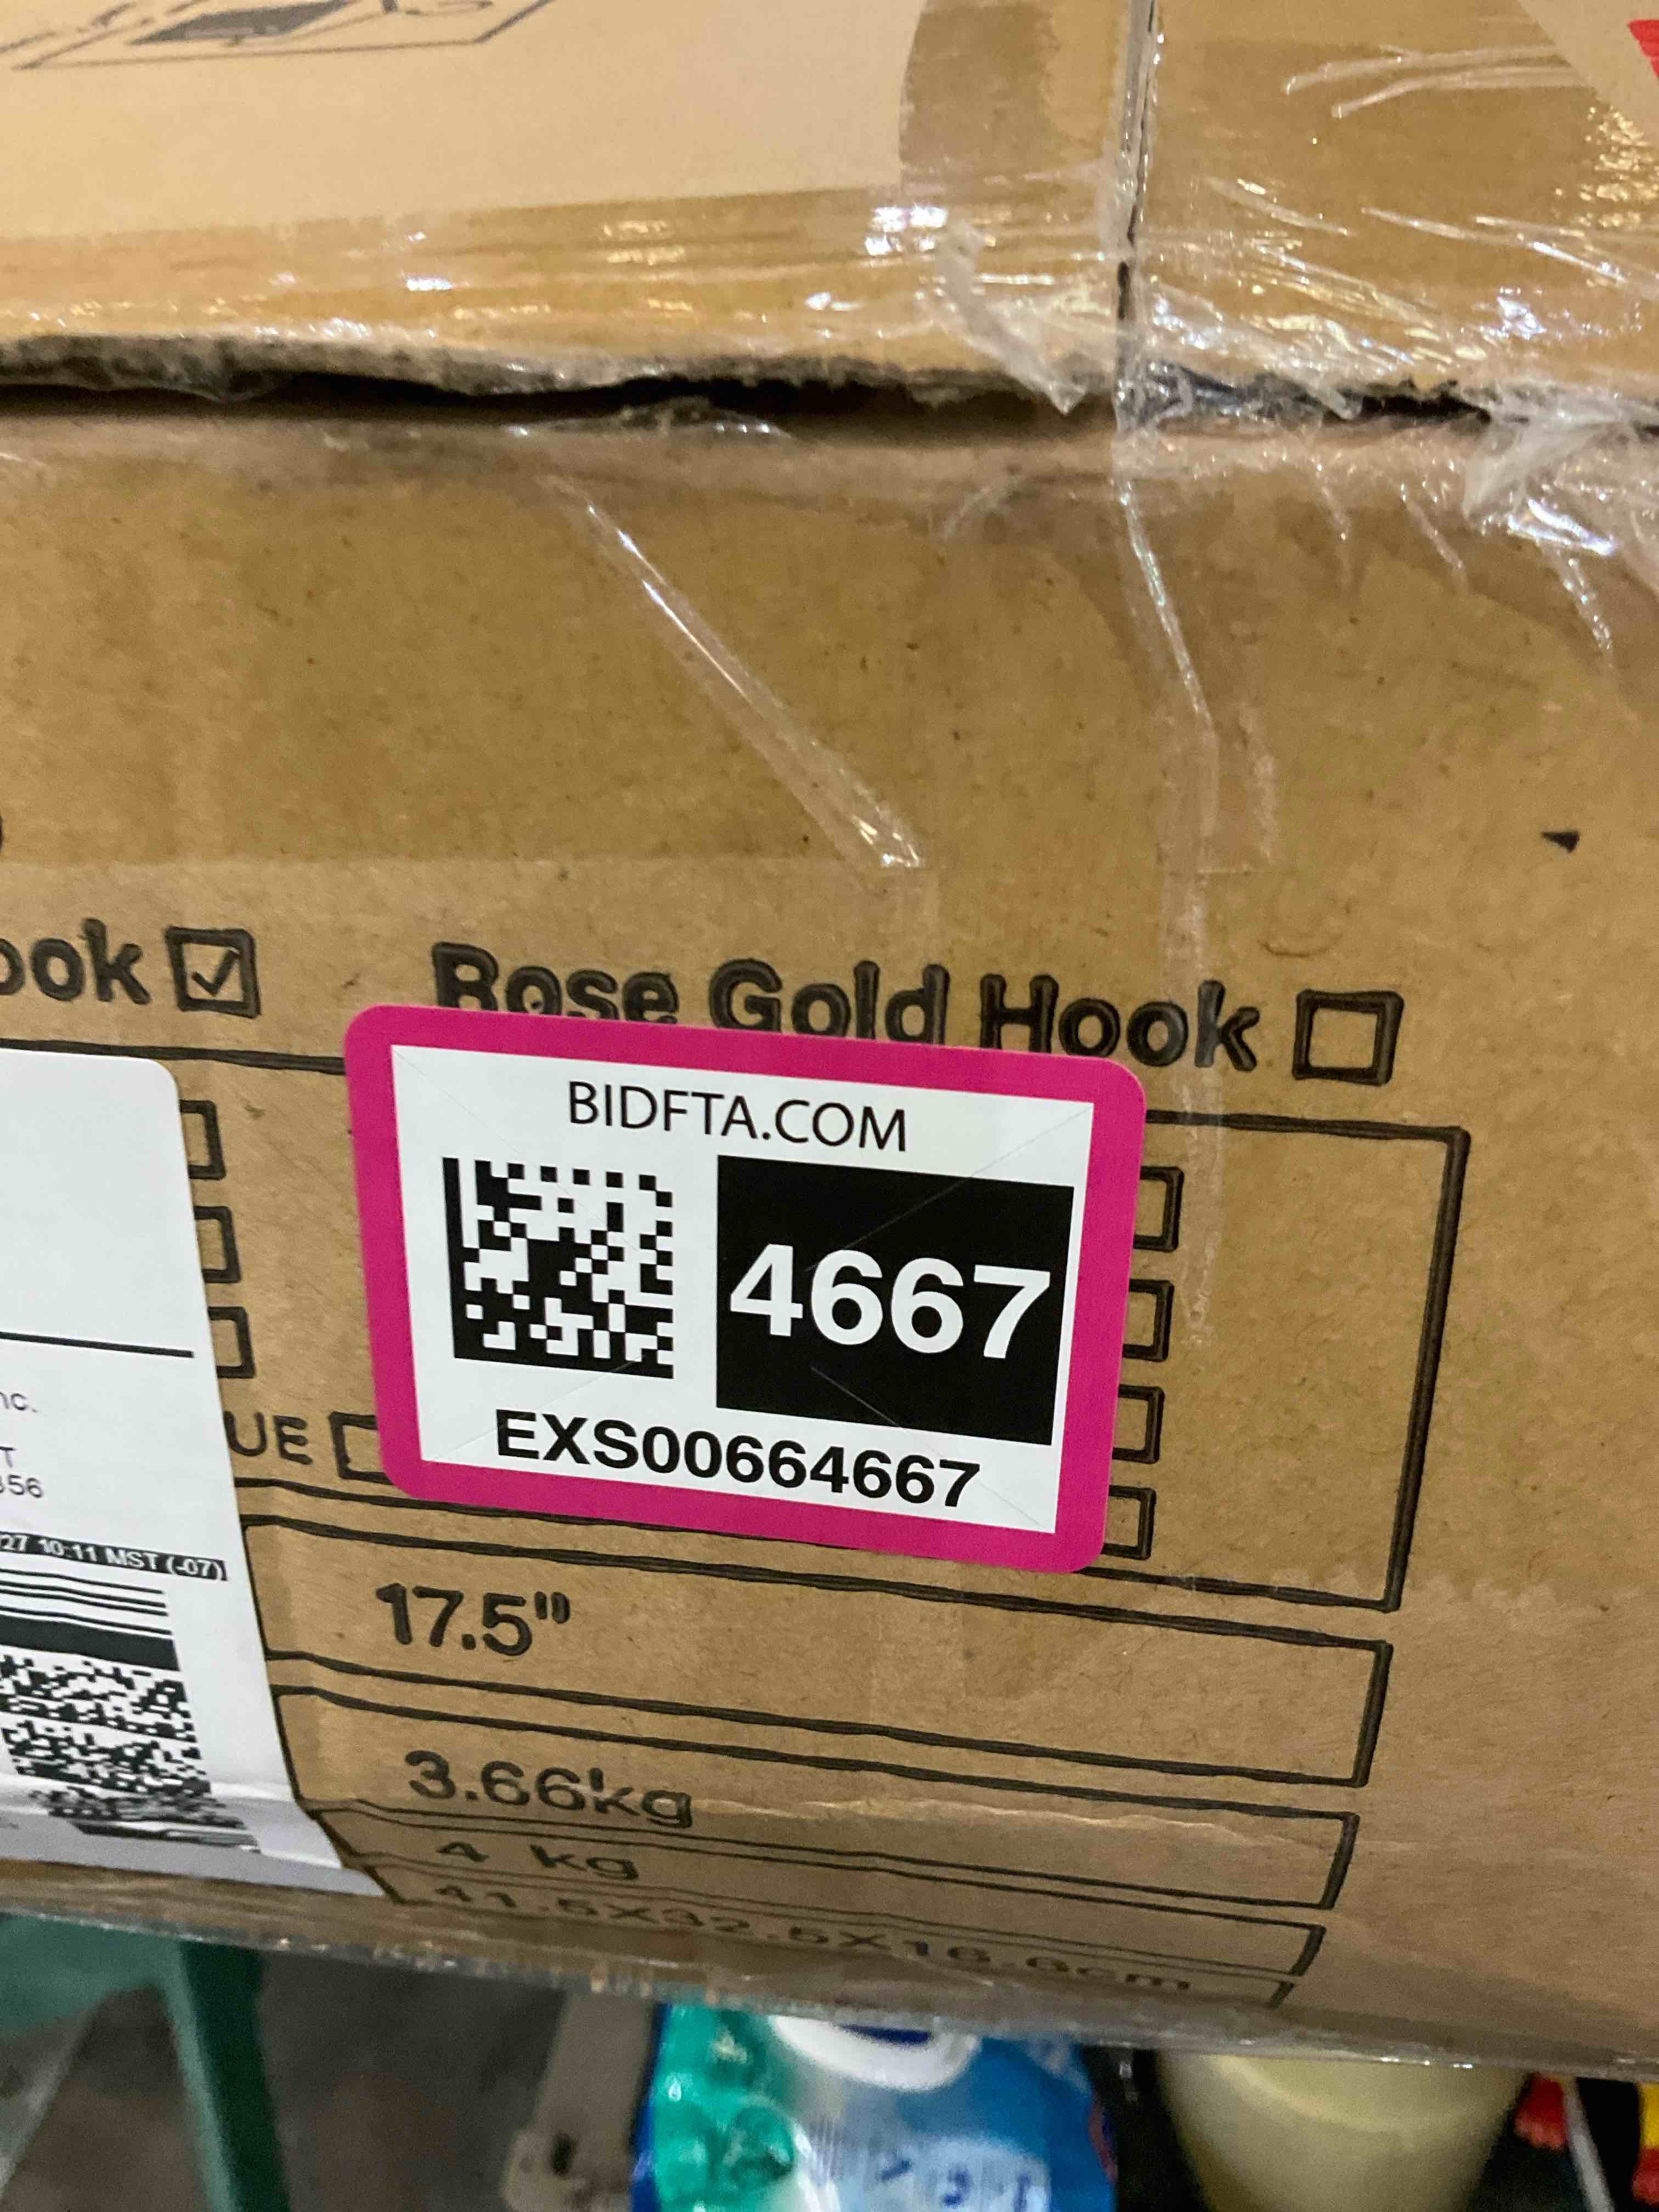 ook ☑ Rose Gold Hook ☐
BIDFTA.COM
4667
EXS00664667
UE
27 10:11 MST (-07)
356
17.5"
3.66kg
4 kg